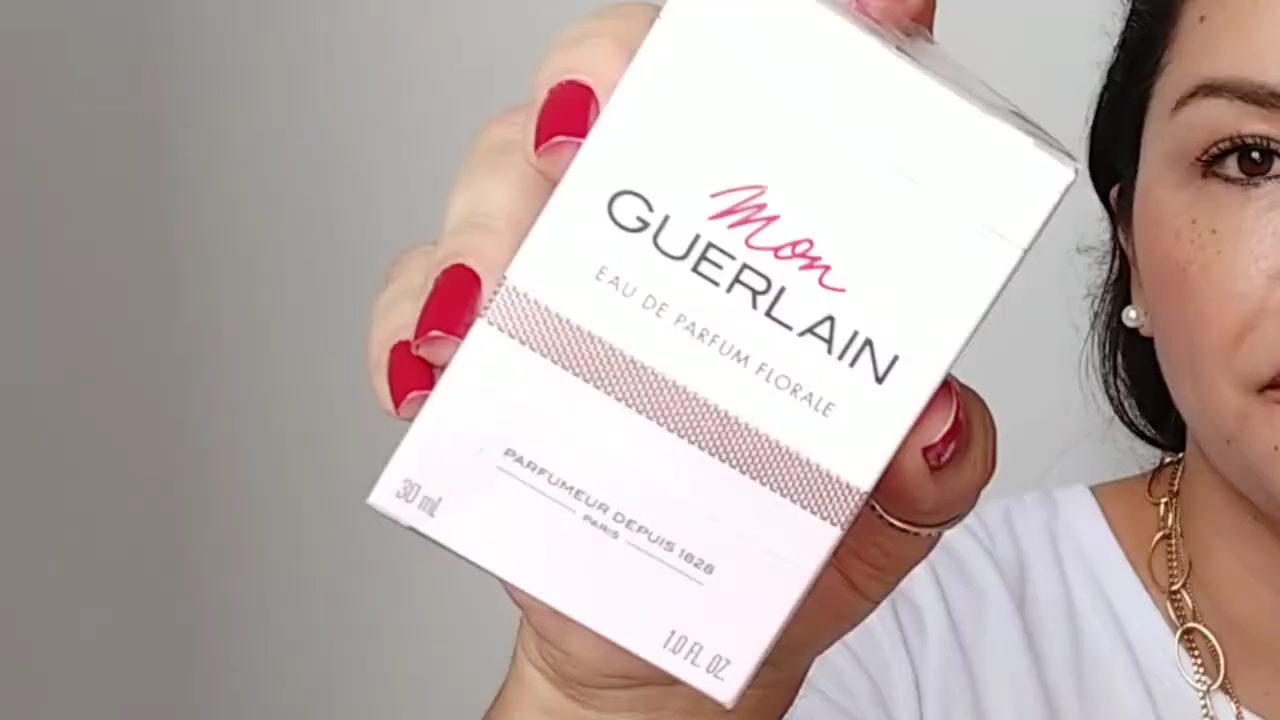 Mon
GUERLAIN
EAU DE PARFUM FLORALE
PARFUMEUR DEPUIS 1828
PARIS
30 mL
1.0 FL. OZ